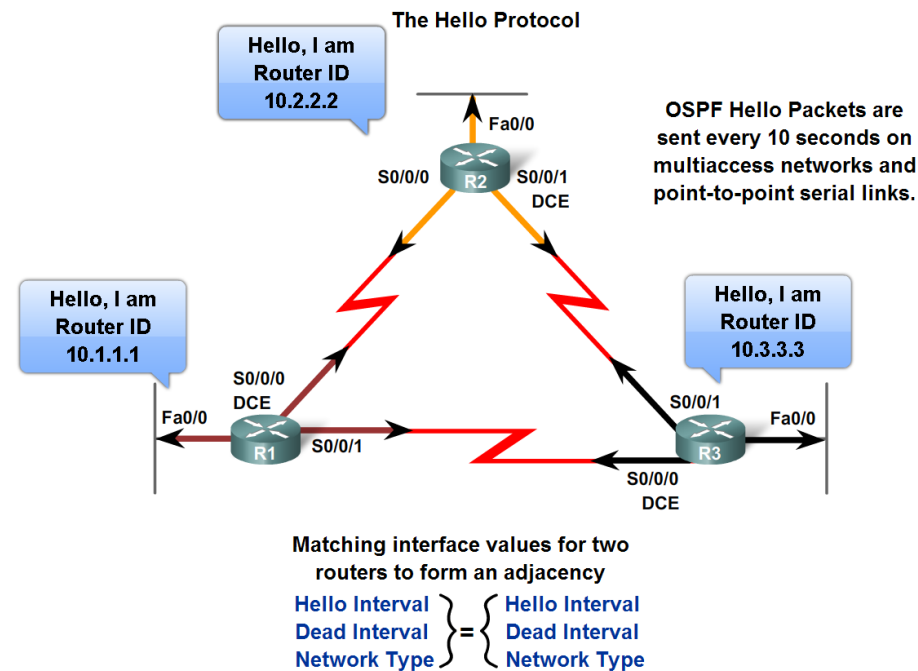 The Hello Protocol
Hello, I am
Router ID
10.2.2.2
Fa0/0
OSPF Hello Packets are
sent every 10 seconds on
multiaccess networks and
point-to-point serial links.
S0/0/0
R2
S0/0/1
DCE
Hello, I am
Router ID
10.1.1.1
Hello, I am
Router ID
10.3.3.3
S0/0/0
DCE
Fa0/0
R1
S0/0/1
S0/0/1
Fa0/0
R3
S0/0/0
DCE
Matching interface values for two
routers to form an adjacency
Hello Interval Hello Interval
Dead Interval = Dead Interval
Network Type Network Type